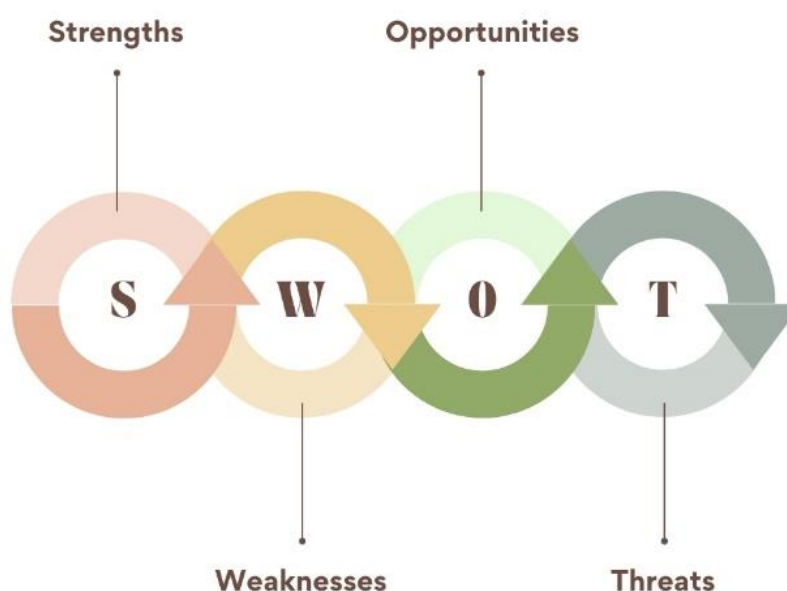 Strengths
Opportunities
S W O T
Weaknesses
Threats